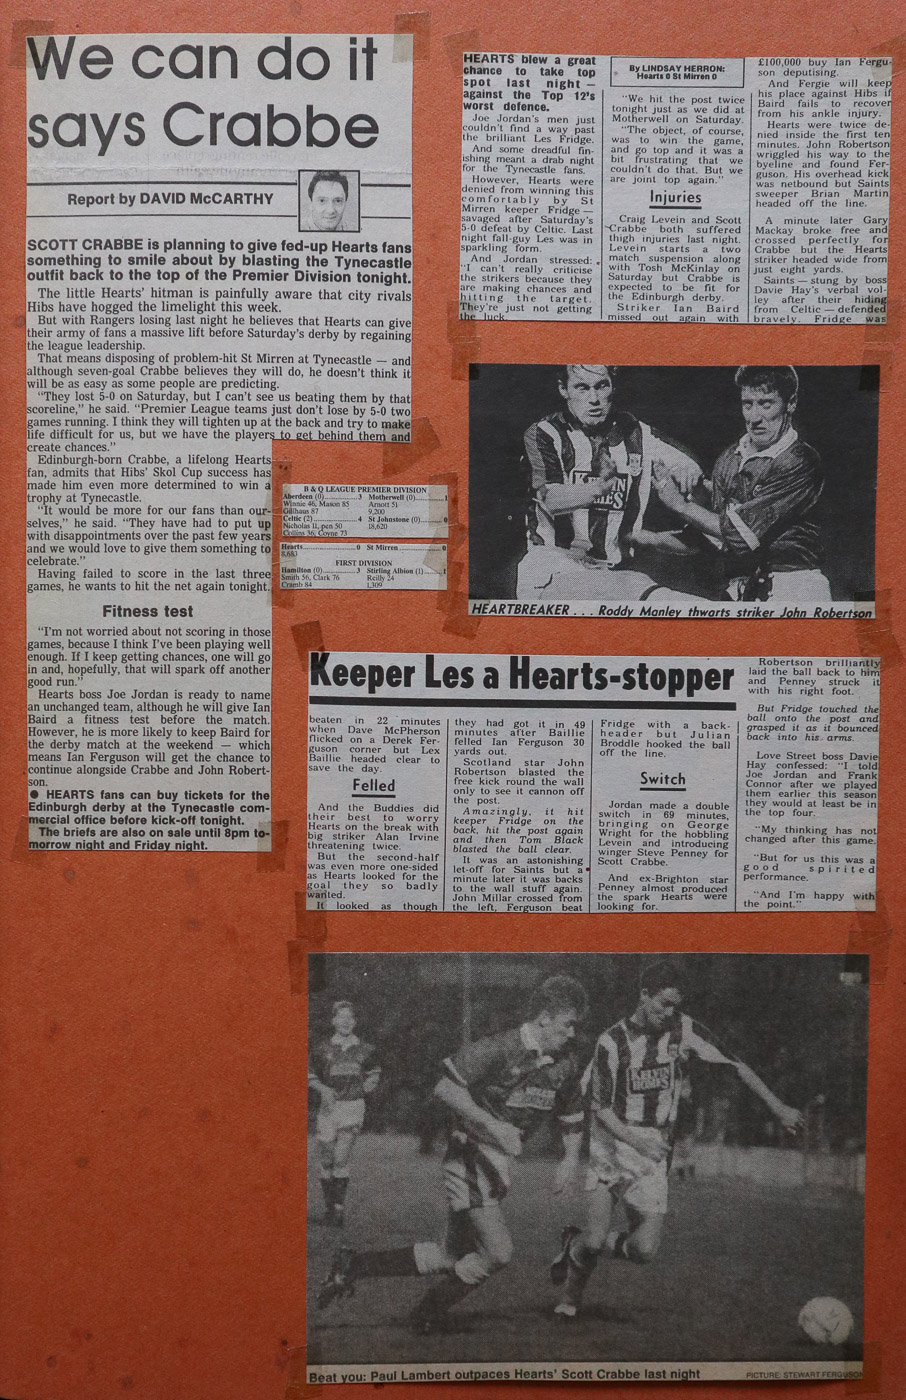 We can do it
says Crabbe
Report by DAVID McCARTHY
SCOTT CRABBE is planning to give fed-up Hearts fans
something to smile about by blasting the Tynecastle
outfit back to the top of the Premier Division tonight.
The little Hearts' hitman is painfully aware that city rivals
Hibs have hogged the limelight this week.
But with Rangers losing last night he believes that Hearts can give
their army of fans a massive lift before Saturday's derby by regaining
the league leadership.
That means disposing of problem-hit St Mirren at Tynecastle — and
although seven-goal Crabbe believes they will do, he doesn't think it
will be as easy as some people are predicting.
"They lost 5-0 on Saturday, but I can't see us beating them by that
scoreline," he said. "Premier League teams just don't lose by 5-0 two
games running. I think they will tighten up at the back and try to make
life difficult for us, but we have the players to get behind them and
create chances."
Edinburgh-born Crabbe, a lifelong Hearts
fan, admits that Hibs' Skol Cup success has
made him even more determined to win a
trophy at Tynecastle.
"It would be more for our fans than our-
selves," he said. "They have had to put up
with disappointments over the past few years
and we would love to give them something to
celebrate."
Having failed to score in the last three
games, he wants to hit the net again tonight.
Fitness test
"I'm not worried about not scoring in those
games, because I think I've been playing well
enough. If I keep getting chances, one will go
in and, hopefully, that will spark off another
good run."
Hearts boss Joe Jordan is ready to name
an unchanged team, although he will give Ian
Baird a fitness test before the match.
However, he is more likely to keep Baird for
the derby match at the weekend — which
means Ian Ferguson will get the chance to
continue alongside Crabbe and John Robert-
son.
● HEARTS fans can buy tickets for the
Edinburgh derby at the Tynecastle com-
mercial office before kick-off tonight.
The briefs are also on sale until 8pm to-
morrow night and Friday night.
B & Q LEAGUE PREMIER DIVISION
Aberdeen (0) 3 Motherwell (0) 1
Winnie 46, Mason 85 Arnott 51
Gillhaus 87 9,200
Celtic (2) 4 St Johnstone (0) 0
Nicholas 11, pen 50 18,620
Collins 36, Coyne 73
Hearts 0 St Mirren 0
8,683
FIRST DIVISION
Hamilton (0) 3 Stirling Albion (1) 1
Smith 56, Clark 76 Reilly 24
Cramb 84 1,309
HEARTS blew a great
chance to take top
spot last night —
against the Top 12's
worst defence.
Joe Jordan's men just
couldn't find a way past
the brilliant Les Fridge.
And some dreadful fin-
ishing meant a drab night
for the Tynecastle fans.
However, Hearts were
denied from winning this
comfortably by St
Mirren keeper Fridge —
savaged after Saturday's
5-0 defeat by Celtic. Last
night fall-guy Les was in
sparkling form.
And Jordan stressed:
"I can't really criticise
the strikers because they
are making chances and
hitting the target.
They're just not getting
the luck.
By LINDSAY HERRON:
Hearts 0 St Mirren 0
"We hit the post twice
tonight just as we did at
Motherwell on Saturday.
"The object, of course,
was to win the game,
and go top and it was a
bit frustrating that we
couldn't do that. But we
are joint top again."
Injuries
Craig Levein and Scott
Crabbe both suffered
thigh injuries last night.
Levein starts a two
match suspension along
with Tosh McKinlay on
Saturday but Crabbe is
expected to be fit for
the Edinburgh derby.
Striker Ian Baird
missed out again with
£100,000 buy Ian Fergu-
son deputising.
And Fergie will keep
his place against Hibs if
Baird fails to recover
from his ankle injury.
Hearts were twice de-
nied inside the first ten
minutes. John Robertson
wriggled his way to the
byeline and found Fer-
guson. His overhead kick
was netbound but Saints
sweeper Brian Martin
headed off the line.
A minute later Gary
Mackay broke free and
crossed perfectly for
Crabbe but the Hearts
striker headed wide from
just eight yards.
Saints — stung by boss
Davie Hay's verbal vol-
ley after their hiding
from Celtic — defended
bravely. Fridge was
HEARTBREAKER . . . Roddy Manley thwarts striker John Robertson
Keeper Les a Hearts-stopper
beaten in 22 minutes
when Dave McPherson
flicked on a Derek Fer-
guson corner but Lex
Baillie headed clear to
save the day.
Felled
And the Buddies did
their best to worry
Hearts on the break with
big striker Alan Irvine
threatening twice.
But the second-half
was even more one-sided
as Hearts looked for the
goal they so badly
wanted.
It looked as though
they had got it in 49
minutes after Baillie
felled Ian Ferguson 30
yards out.
Scotland star John
Robertson blasted the
free kick round the wall
only to see it cannon off
the post.
Amazingly, it hit
keeper Fridge on the
back, hit the post again
and then Tom Black
blasted the ball clear.
It was an astonishing
let-off for Saints but a
minute later it was backs
to the wall stuff again.
John Millar crossed from
the left, Ferguson beat
Fridge with a back-
header but Julian
Broddle hooked the ball
off the line.
Switch
Jordan made a double
switch in 69 minutes,
bringing on George
Wright for the hobbling
Levein and introducing
winger Steve Penney for
Scott Crabbe.
And ex-Brighton star
Penney almost produced
the spark Hearts were
looking for.
Robertson brilliantly
laid the ball back to him
and Penney struck it
with his right foot.
But Fridge touched the
ball onto the post and
grasped it as it bounced
back into his arms.
Love Street boss Davie
Hay confessed: "I told
Joe Jordan and Frank
Connor after we played
them earlier this season
they would at least be in
the top four.
"My thinking has not
changed after this game.
"But for us this was a
good spirited
performance.
"And I'm happy with
the point."
KELVIN
HOMES
Beat you: Paul Lambert outpaces Hearts' Scott Crabbe last night
PICTURE: STEWART FERGUSON